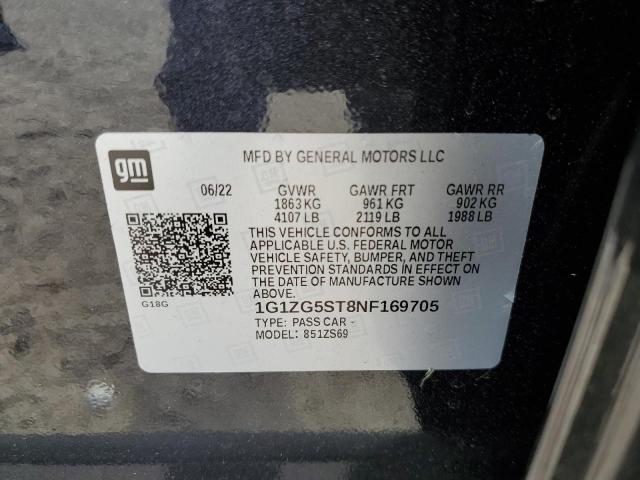 gm
MFD BY GENERAL MOTORS LLC
06/22 GVWR GAWR FRT GAWR RR
1863 KG 961 KG 902 KG
4107 LB 2119 LB 1988 LB
THIS VEHICLE CONFORMS TO ALL
APPLICABLE U.S. FEDERAL MOTOR
VEHICLE SAFETY, BUMPER, AND THEFT
PREVENTION STANDARDS IN EFFECT ON
THE DATE OF MANUFACTURE SHOWN
ABOVE.
G18G
1G1ZG5ST8NF169705
TYPE: PASS CAR -
MODEL: 851ZS69